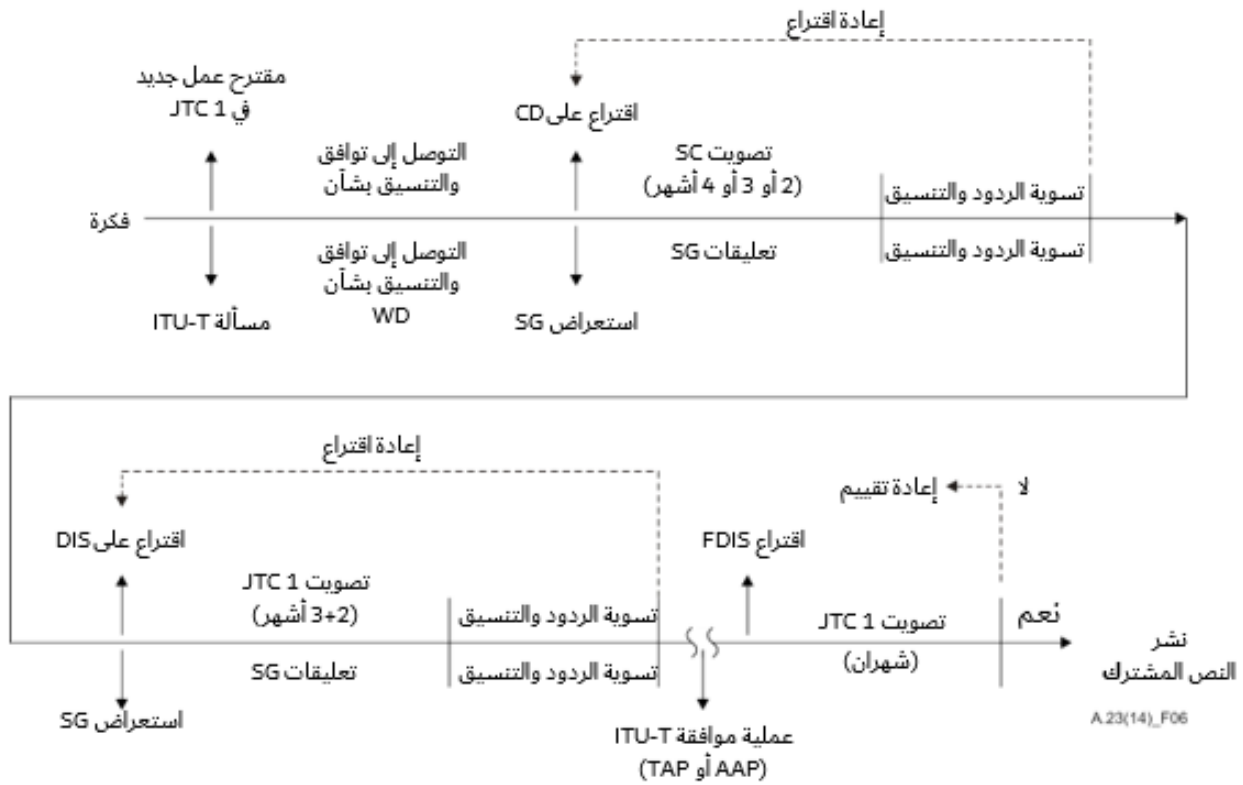 إعادة اقتراع
مقترح عمل جديد
في JTC 1
اقتراع على CD
التوصل إلى توافق
والتنسيق بشأن
تصويت SC
(2 أو 3 أو 4 أشهر)
تسوية الردود والتنسيق
فكرة
التوصل إلى توافق
والتنسيق بشأن
WD
تعليقات SG
تسوية الردود والتنسيق
مسألة ITU-T
استعراض SG
إعادة اقتراع
لا
إعادة تقييم
اقتراع على DIS
اقتراع FDIS
تصويت JTC 1
(2+3 أشهر)
تسوية الردود والتنسيق
تصويت JTC 1
(شهران)
نعم
نشر
النص المشترك
تعليقات SG
تسوية الردود والتنسيق
استعراض SG
عملية موافقة ITU-T
(AAP أو TAP)
A.23(14)_F06